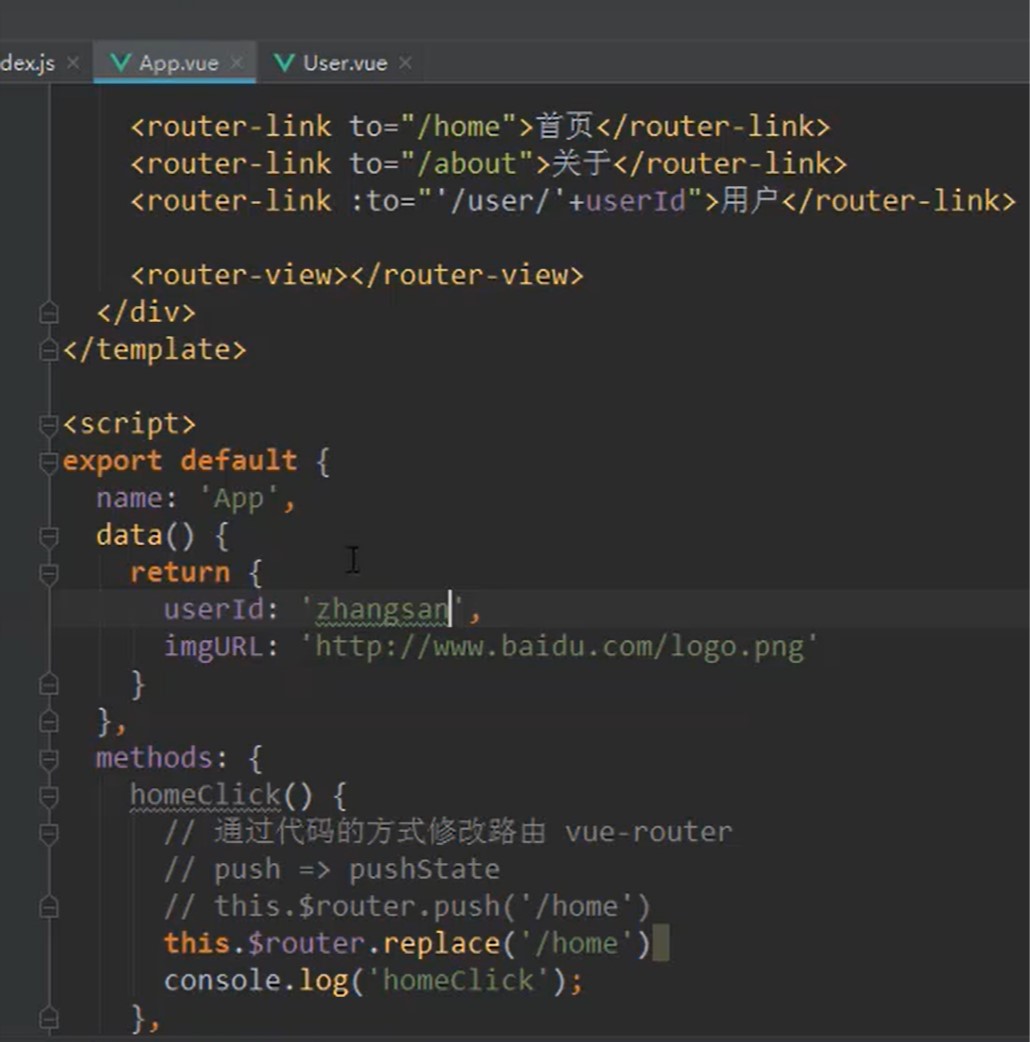 dex.js App.vue User.vue
<router-link to="/home">首页</router-link>
<router-link to="/about">关于</router-link>
<router-link :to="'/user/'+userId">用户</router-link>
<router-view></router-view>
</div>
</template>
<script>
export default {
name: 'App',
data() {
return {
userId: 'zhangsan',
imgURL: 'http://www.baidu.com/logo.png'
}
},
methods: {
homeClick() {
// 通过代码的方式修改路由 vue-router
// push => pushState
// this.$router.push('/home')
this.$router.replace('/home')
console.log('homeClick');
},